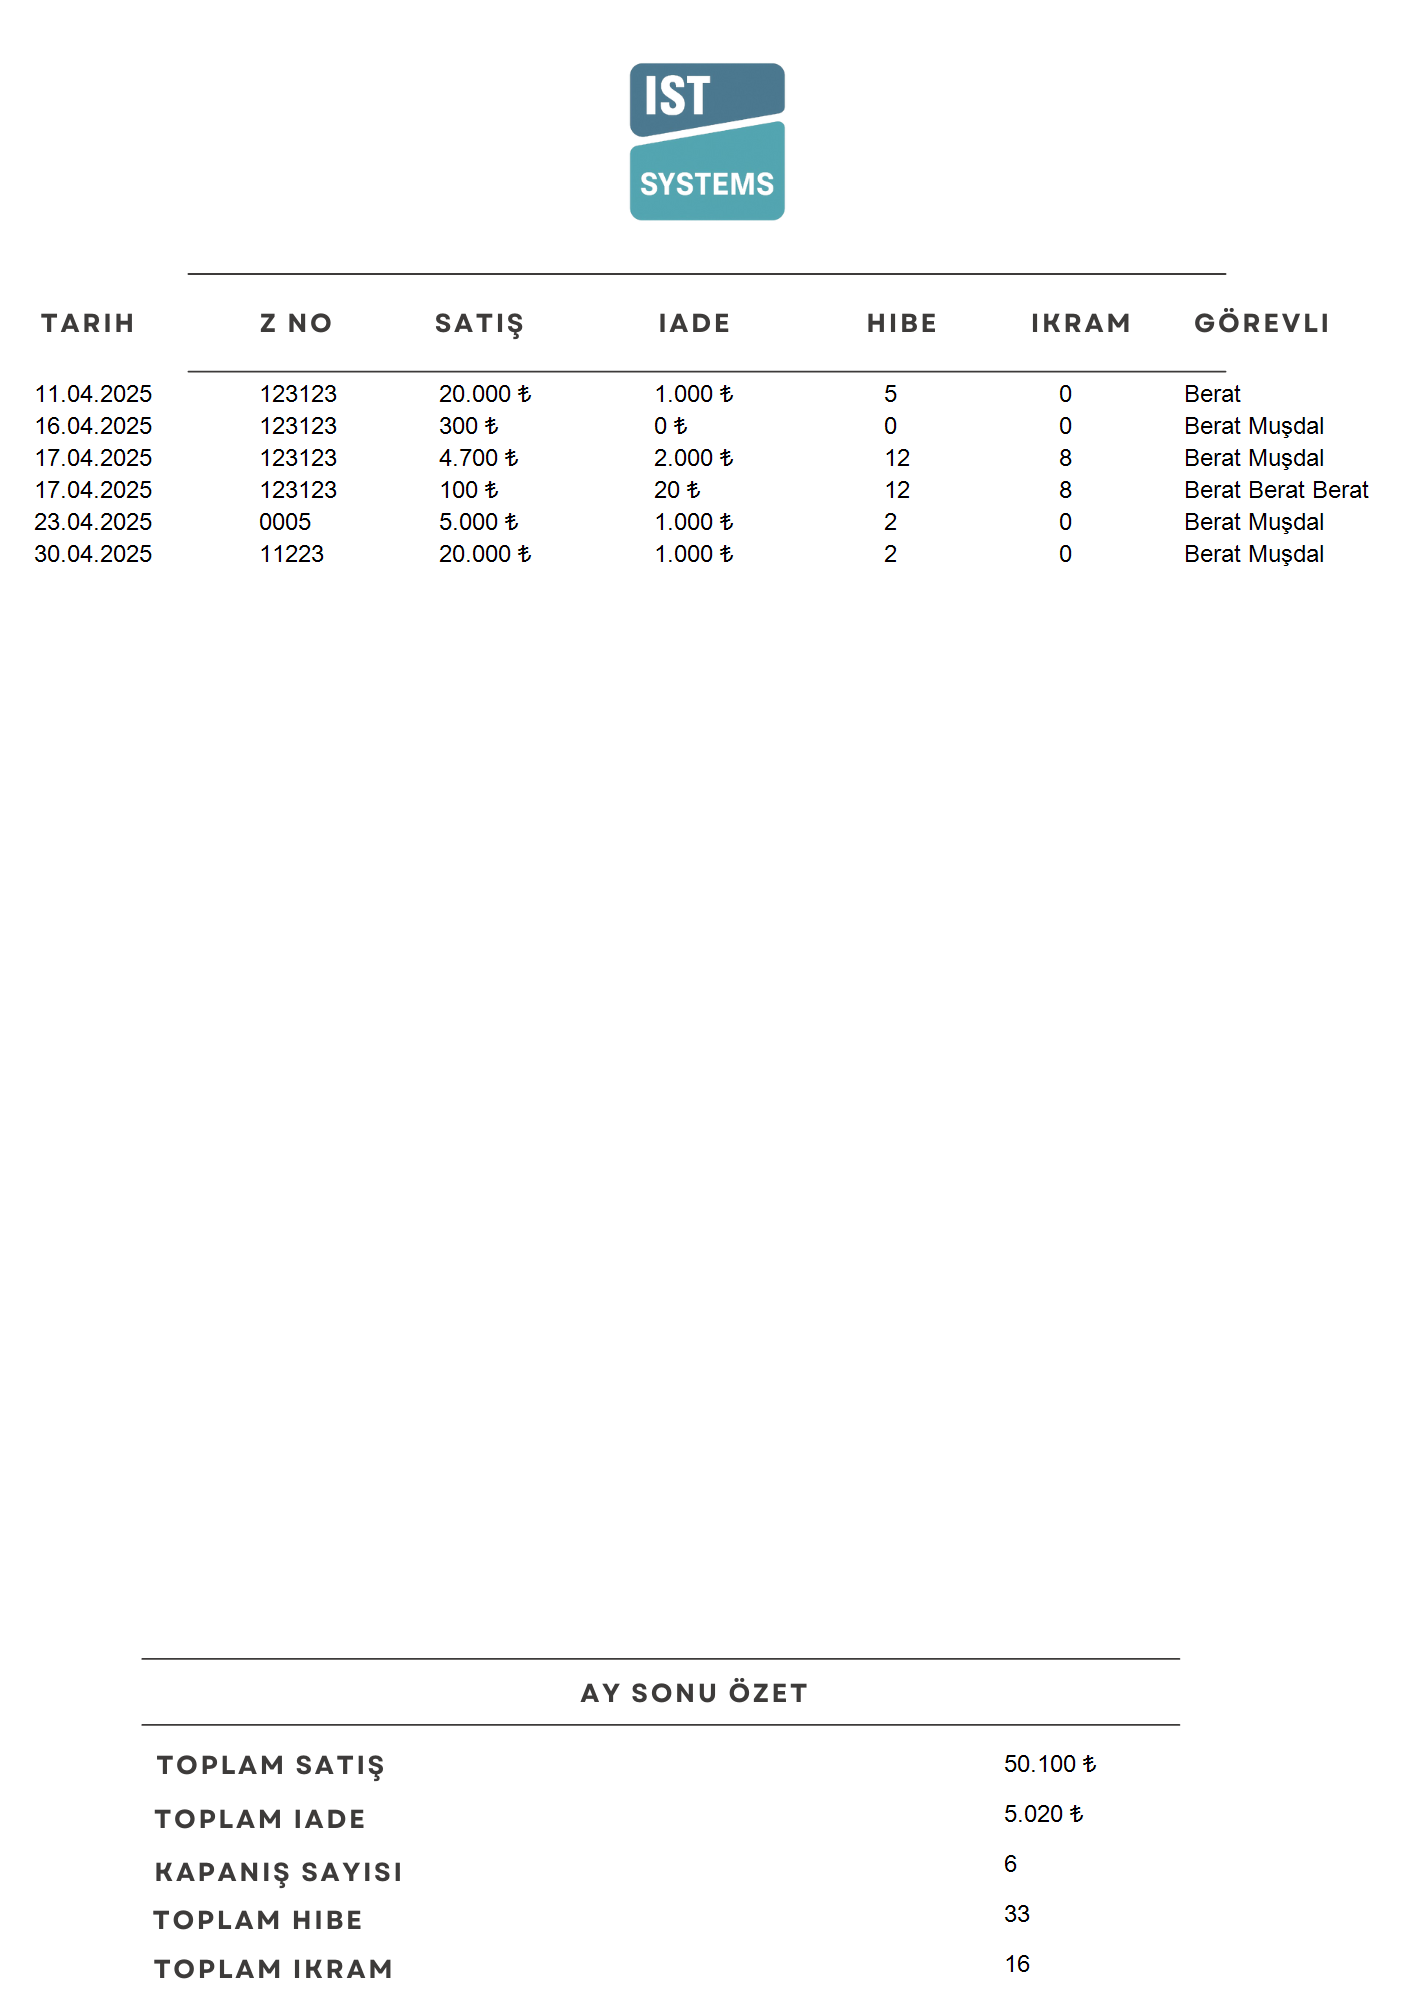 IST
SYSTEMS
TARIH Z NO SATIŞ IADE HIBE IKRAM GÖREVLI
11.04.2025 123123 20.000 ₺ 1.000 ₺ 5 0 Berat
16.04.2025 123123 300 ₺ 0 ₺ 0 0 Berat Muşdal
17.04.2025 123123 4.700 ₺ 2.000 ₺ 12 8 Berat Muşdal
17.04.2025 123123 100 ₺ 20 ₺ 12 8 Berat Berat Berat
23.04.2025 0005 5.000 ₺ 1.000 ₺ 2 0 Berat Muşdal
30.04.2025 11223 20.000 ₺ 1.000 ₺ 2 0 Berat Muşdal
AY SONU ÖZET
TOPLAM SATIŞ 50.100 ₺
TOPLAM IADE 5.020 ₺
KAPANIŞ SAYISI 6
TOPLAM HIBE 33
TOPLAM IKRAM 16